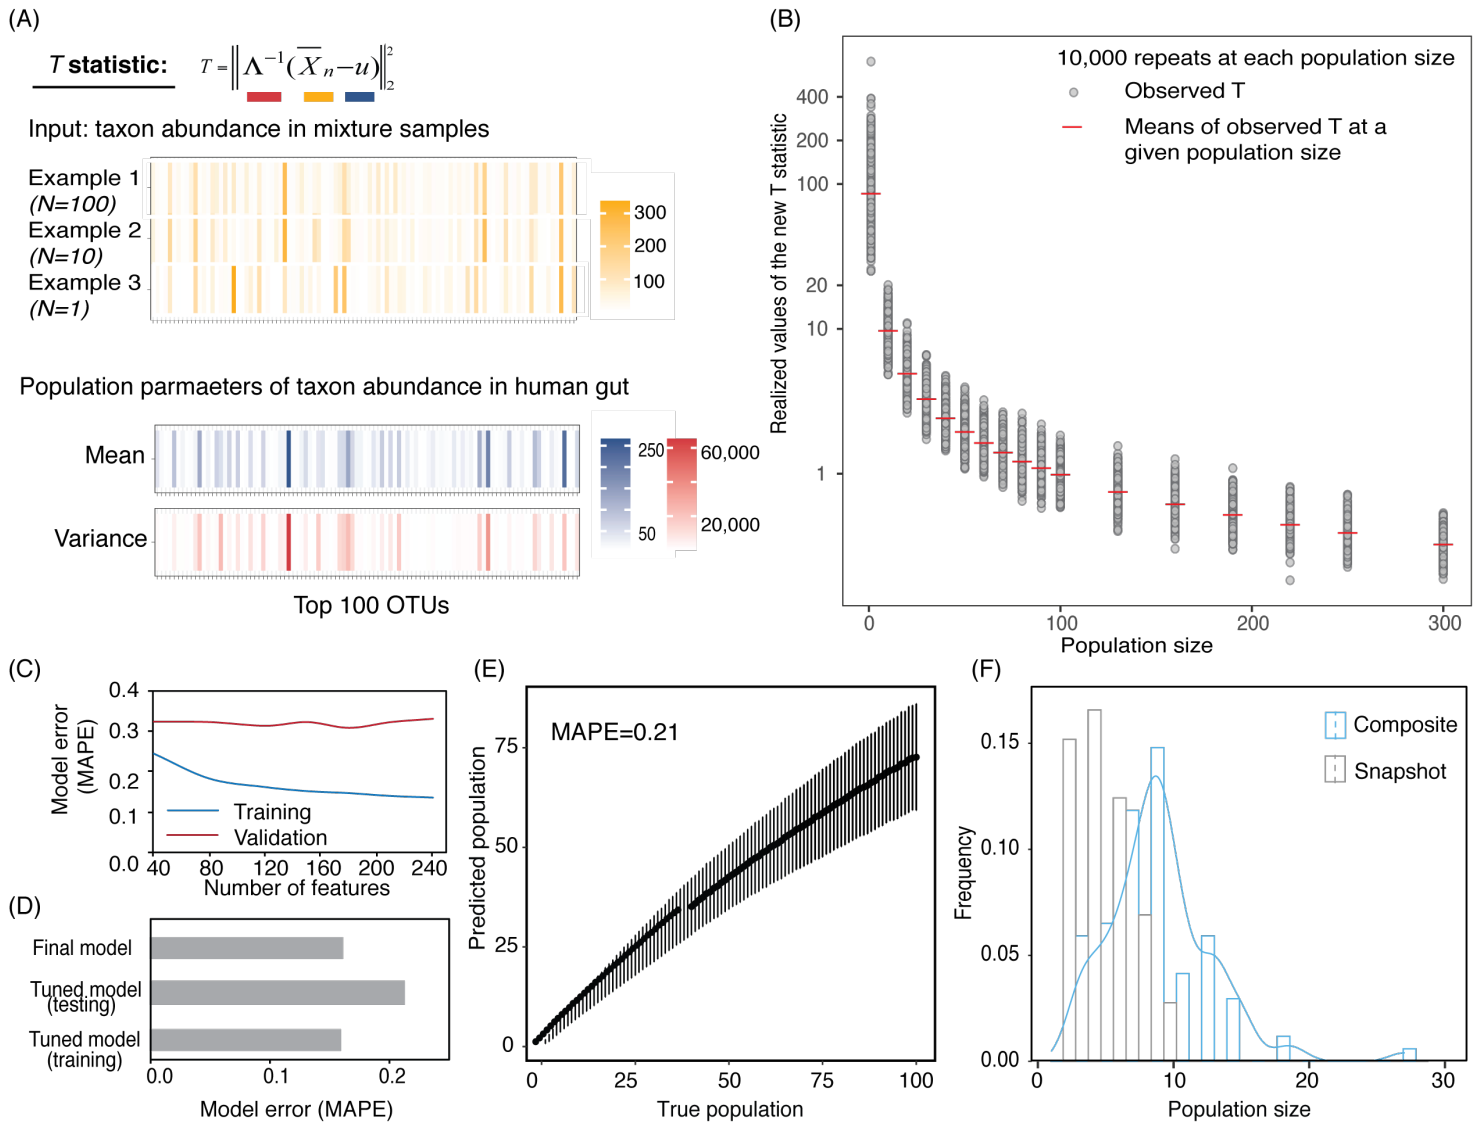 (A)
T statistic:
T = ‖Λ⁻¹(X̅ₙ−u)‖₂²
Input: taxon abundance in mixture samples
Example 1
(N=100)
Example 2
(N=10)
Example 3
(N=1)
300
200
100
Population parmaeters of taxon abundance in human gut
Mean
Variance
250
50
60,000
20,000
Top 100 OTUs
(B)
10,000 repeats at each population size
Observed T
Means of observed T at a
given population size
Realized values of the new T statistic
400
200
100
20
10
1
0
100
200
300
Population size
(C)
Model error
(MAPE)
0.4
0.3
0.2
0.1
0.0
Training
Validation
40
80
120
160
200
240
Number of features
(D)
Final model
Tuned model
(testing)
Tuned model
(training)
0.0
0.1
0.2
Model error (MAPE)
(E)
MAPE=0.21
Predicted population
75
50
25
0
0
25
50
75
100
True population
(F)
Composite
Snapshot
Frequency
0.15
0.10
0.05
0.00
0
10
20
30
Population size